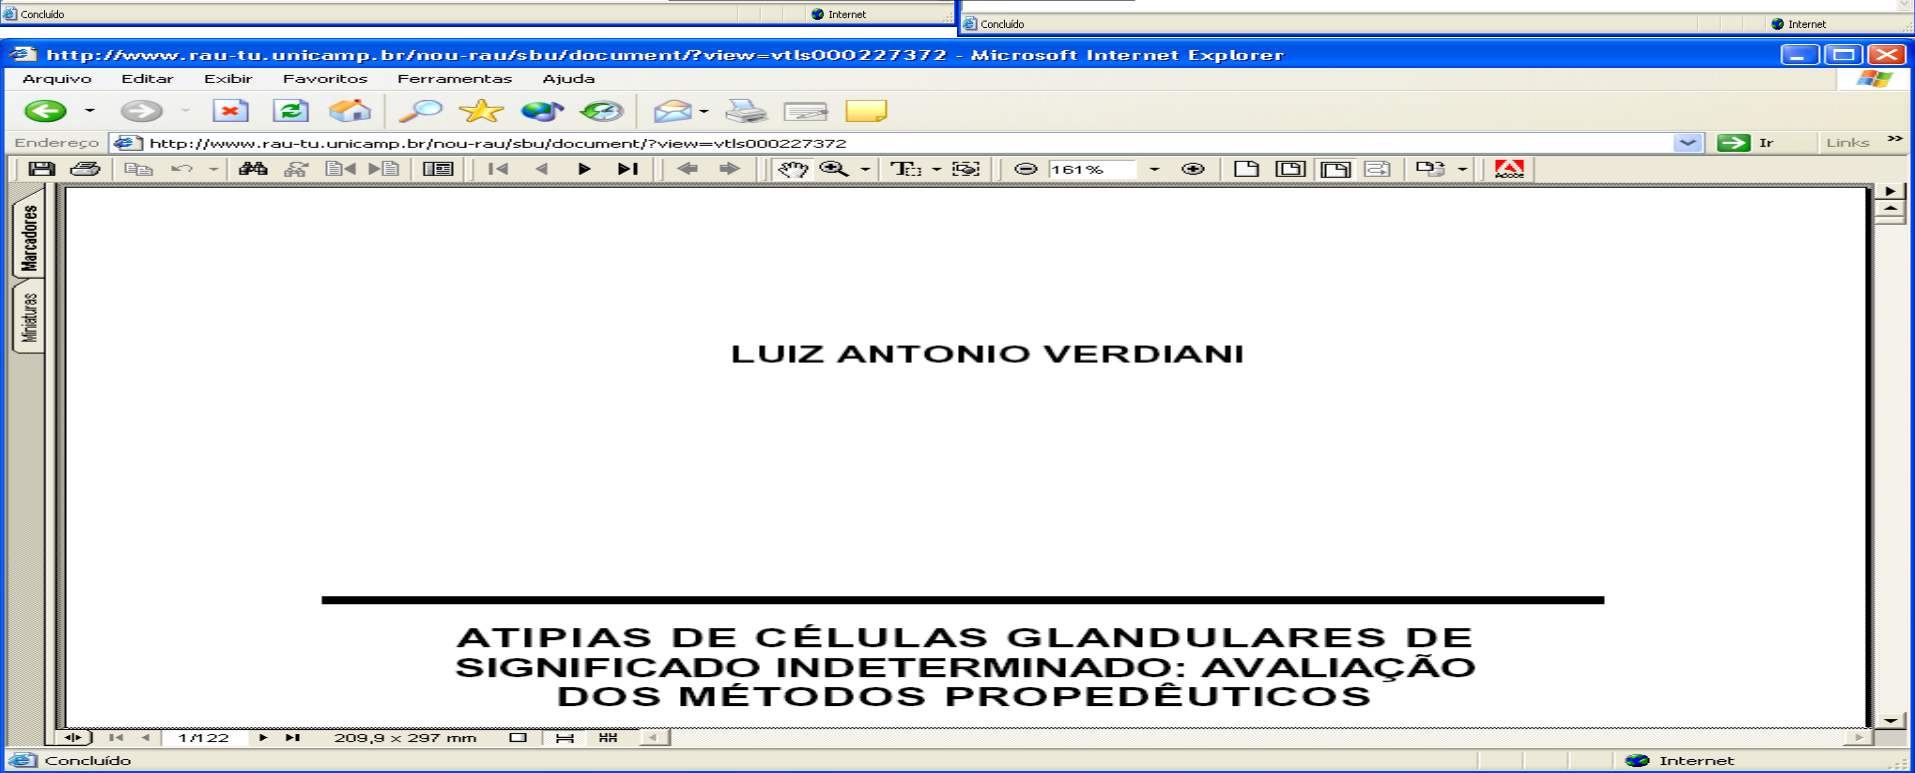 Concluído
Internet
Concluído
Internet
http://www.rau-tu.unicamp.br/nou-rau/sbu/document/?view=vtls000227372 - Microsoft Internet Explorer
Arquivo Editar Exibir Favoritos Ferramentas Ajuda
Endereço http://www.rau-tu.unicamp.br/nou-rau/sbu/document/?view=vtls000227372 Ir Links »
161%
Adobe
Marcadores
Miniaturas
LUIZ ANTONIO VERDIANI
ATIPIAS DE CÉLULAS GLANDULARES DE
SIGNIFICADO INDETERMINADO: AVALIAÇÃO
DOS MÉTODOS PROPEDÊUTICOS
1/122 209,9 x 297 mm
Concluído
Internet